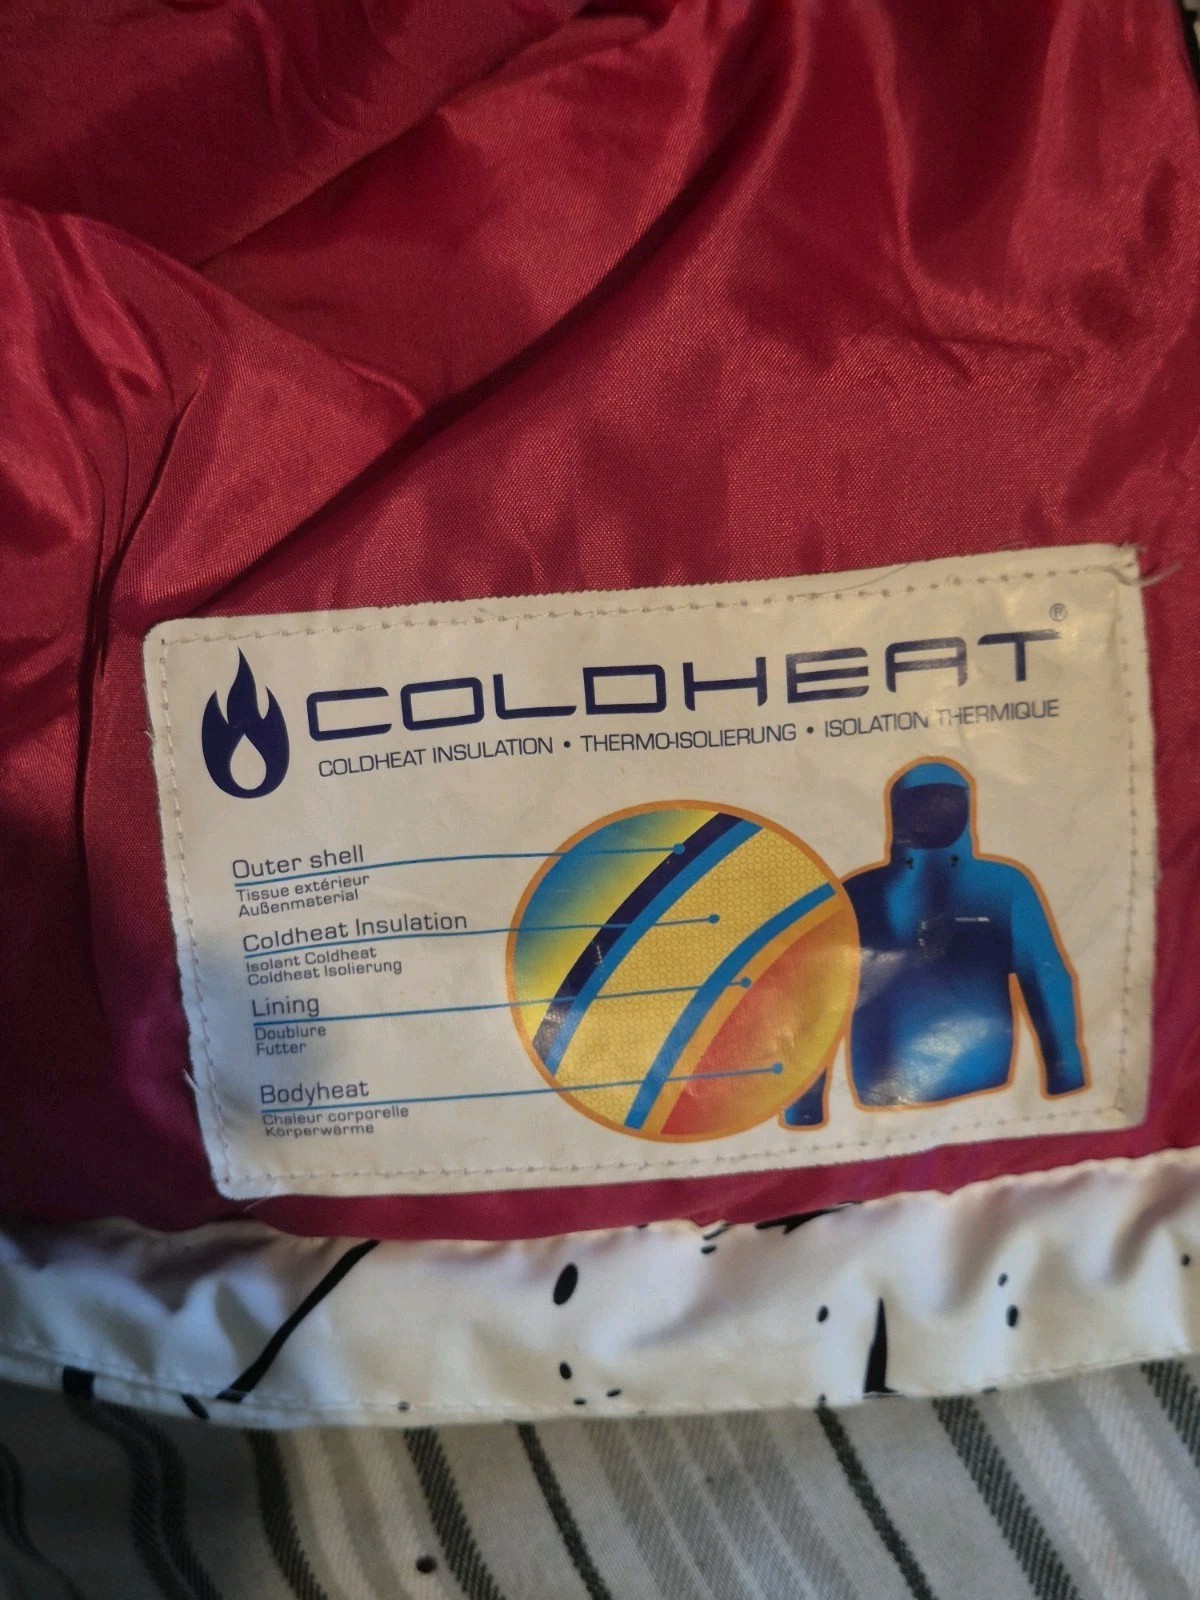 COLDHEAT®
COLDHEAT INSULATION • THERMO-ISOLIERUNG • ISOLATION THERMIQUE
Outer shell
Tissue extérieur
Außenmaterial
Coldheat Insulation
Isolant Coldheat
Coldheat Isolierung
Lining
Doublure
Futter
Bodyheat
Chaleur corporelle
Körperwärme